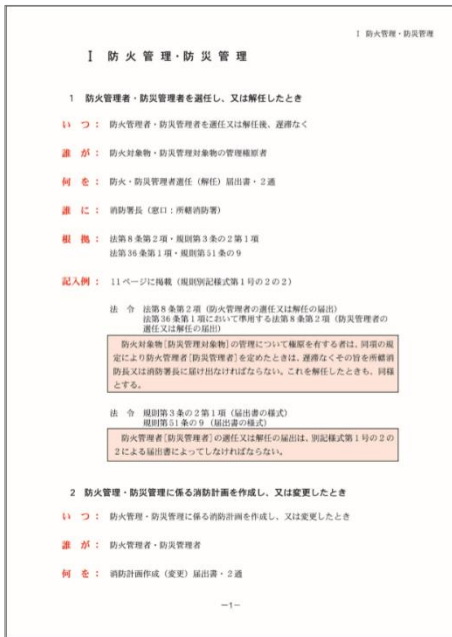 Ⅰ 防火管理・防災管理
Ⅰ 防火管理・防災管理
1 防火管理者・防災管理者を選任し、又は解任したとき
いつ： 防火管理者・防災管理者を選任又は解任後、遅滞なく
誰が： 防火対象物・防災管理対象物の管理権原者
何を： 防火・防災管理者選任（解任）届出書・2通
誰に： 消防署長（窓口：所轄消防署）
根拠： 法第8条第2項・規則第3条の2第1項
法第36条第1項・規則第51条の9
記入例： 11ページに掲載（規則別記様式第1号の2の2）
法 令 法第8条第2項（防火管理者の選任又は解任の届出）
法第36条第1項において準用する法第8条第2項（防災管理者の
選任又は解任の届出）
防火対象物[防災管理対象物]の管理について権原を有する者は、同項の規
定により防火管理者[防災管理者]を定めたときは、遅滞なくその旨を所轄消
防長又は消防署長に届け出なければならない。これを解任したときも、同様
とする。
法 令 規則第3条の2第1項（届出書の様式）
規則第51条の9（届出書の様式）
防火管理者[防災管理者]の選任又は解任の届出は、別記様式第1号の2の
2による届出書によってしなければならない。
2 防火管理・防災管理に係る消防計画を作成し、又は変更したとき
いつ： 防火管理・防災管理に係る消防計画を作成し、又は変更したとき
誰が： 防火管理者・防災管理者
何を： 消防計画作成（変更）届出書・2通
－1－